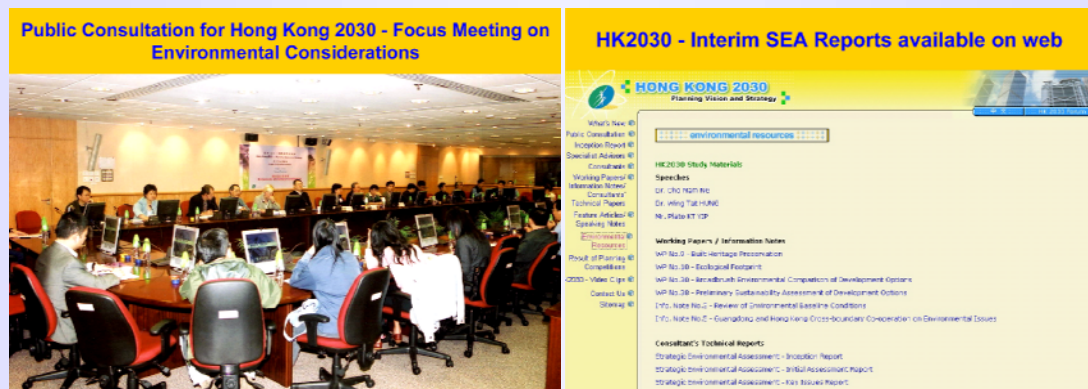 Public Consultation for Hong Kong 2030 - Focus Meeting on
Environmental Considerations
HK2030 - Interim SEA Reports available on web
HONG KONG 2030
Planning Vision and Strategy
What's New
Public Consultation
Inception Report
Specialist Advisers
Consultants
Working Papers/
Information Notes/
Consultants'
Technical Papers
Feature Articles/
Speaking Notes
Environmental
Resources
Result of Planning
Competitions
- Video Clips
Contact Us
Sitemap
environmental resources
HK2030 Study Materials
Speeches
Dr. Wing Tat HUNG
Mr. Plato KT YIP
Working Papers / Information Notes
WP No.9 - Built Heritage Preservation
WP No.10 - Ecological Footprint
WP No.30 - Broadbrush Environmental Comparison of Development Options
WP No.38 - Preliminary Sustainability Assessment of Development Options
Info. Note No.2 - Review of Environmental Baseline Conditions
Info. Note No.E - Guangdong and Hong Kong Cross-boundary Co-operation on Environmental Issues
Consultant's Technical Reports
Strategic Environmental Assessment - Inception Report
Strategic Environmental Assessment - Initial Assessment Report
Strategic Environmental Assessment - Key Issues Report